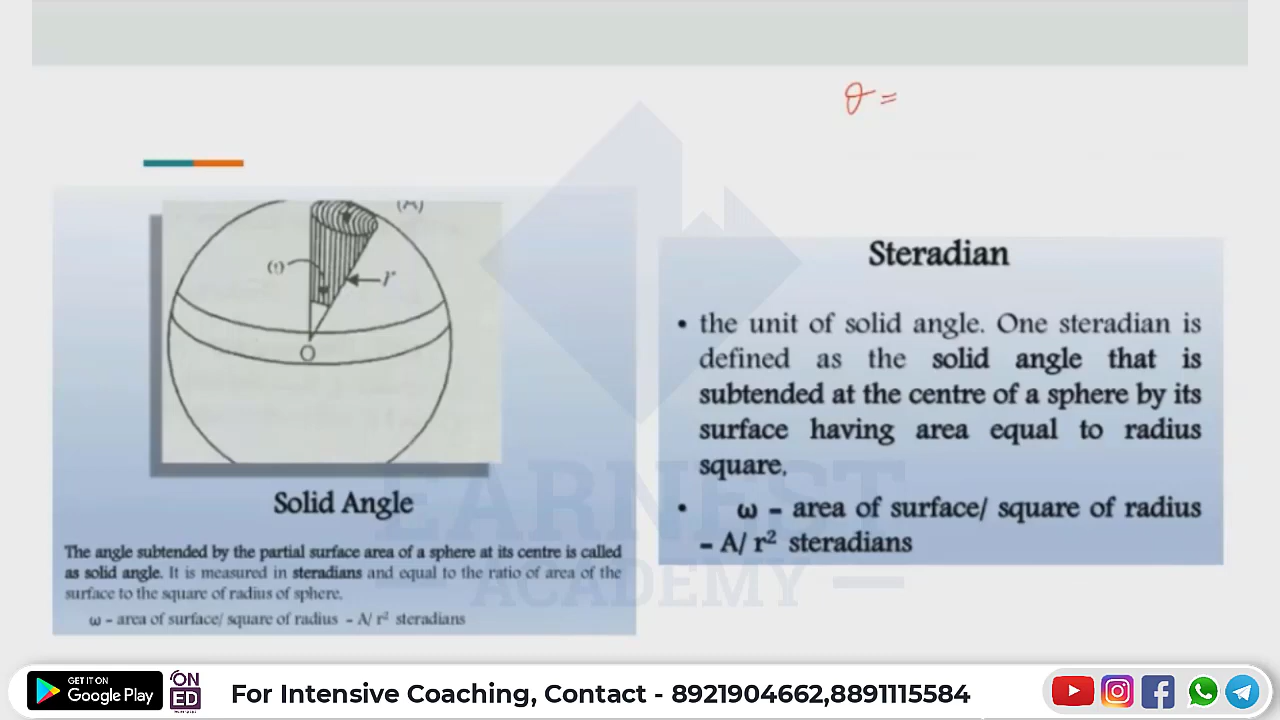 θ =
(A)
ω
r
O
Solid Angle
The angle subtended by the partial surface area of a sphere at its centre is called
as solid angle. It is measured in steradians and equal to the ratio of area of the
surface to the square of radius of sphere.
ω = area of surface/ square of radius = A/ r² steradians
Steradian
• the unit of solid angle. One steradian is
defined as the solid angle that is
subtended at the centre of a sphere by its
surface having area equal to radius
square.
• ω = area of surface/ square of radius
= A/ r² steradians
EARNEST
ACADEMY
GET IT ON
Google Play
ON
ED
For Intensive Coaching, Contact - 8921904662,8891115584